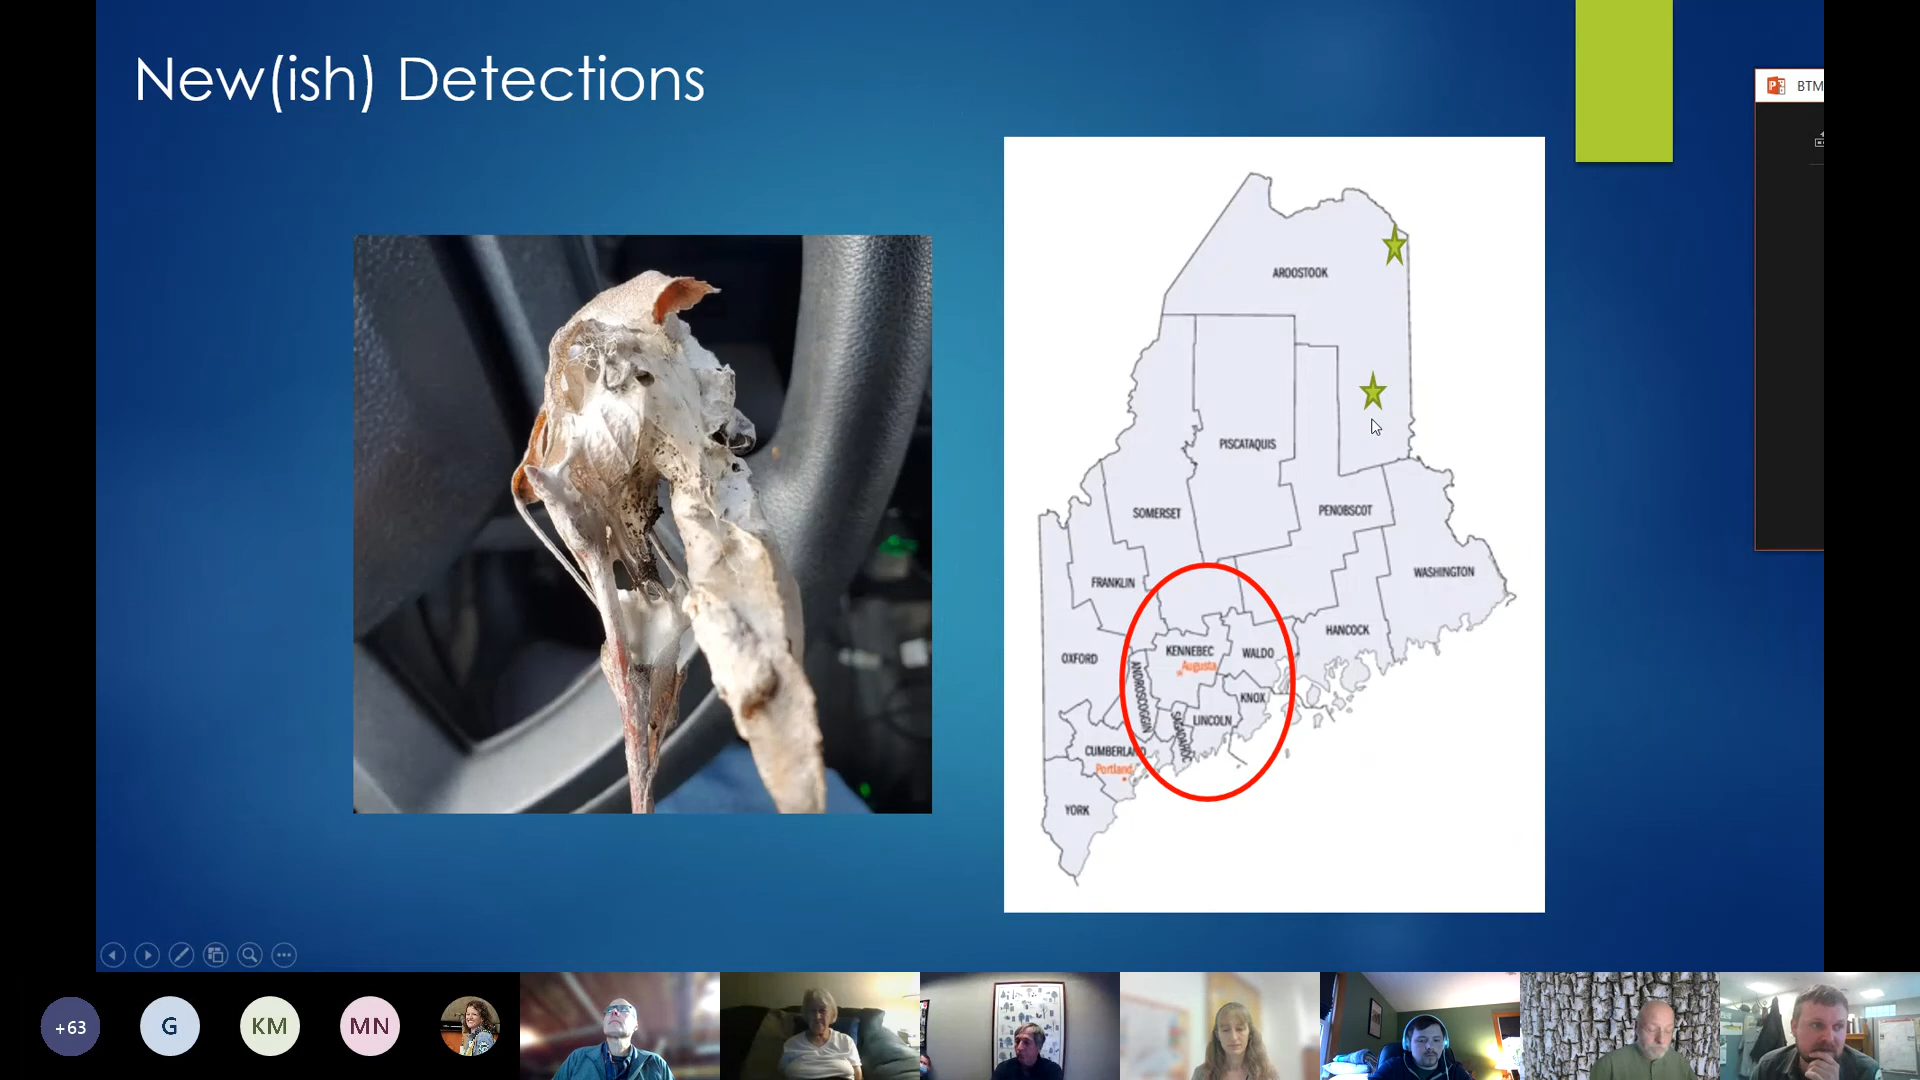 New(ish) Detections
BTM
AROOSTOOK
PISCATAQUIS
SOMERSET
PENOBSCOT
FRANKLIN
WASHINGTON
OXFORD
KENNEBEC
Augusta
WALDO
HANCOCK
ANDROSCOGGIN
KNOX
LINCOLN
SAGADAHOC
CUMBERLAND
Portland
YORK
+63
G
KM
MN